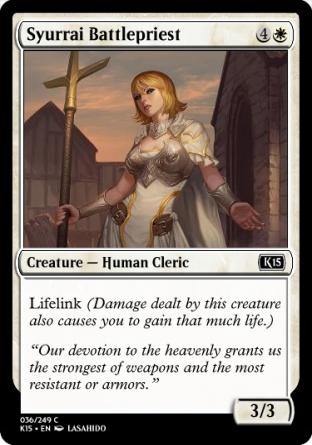 Syurrai Battlepriest 4
Creature — Human Cleric K15
Lifelink (Damage dealt by this creature
also causes you to gain that much life.)
“Our devotion to the heavenly grants us
the strongest of weapons and the most
resistant or armors.”
3/3
036/249 C
K15 • EN LASAHIDO